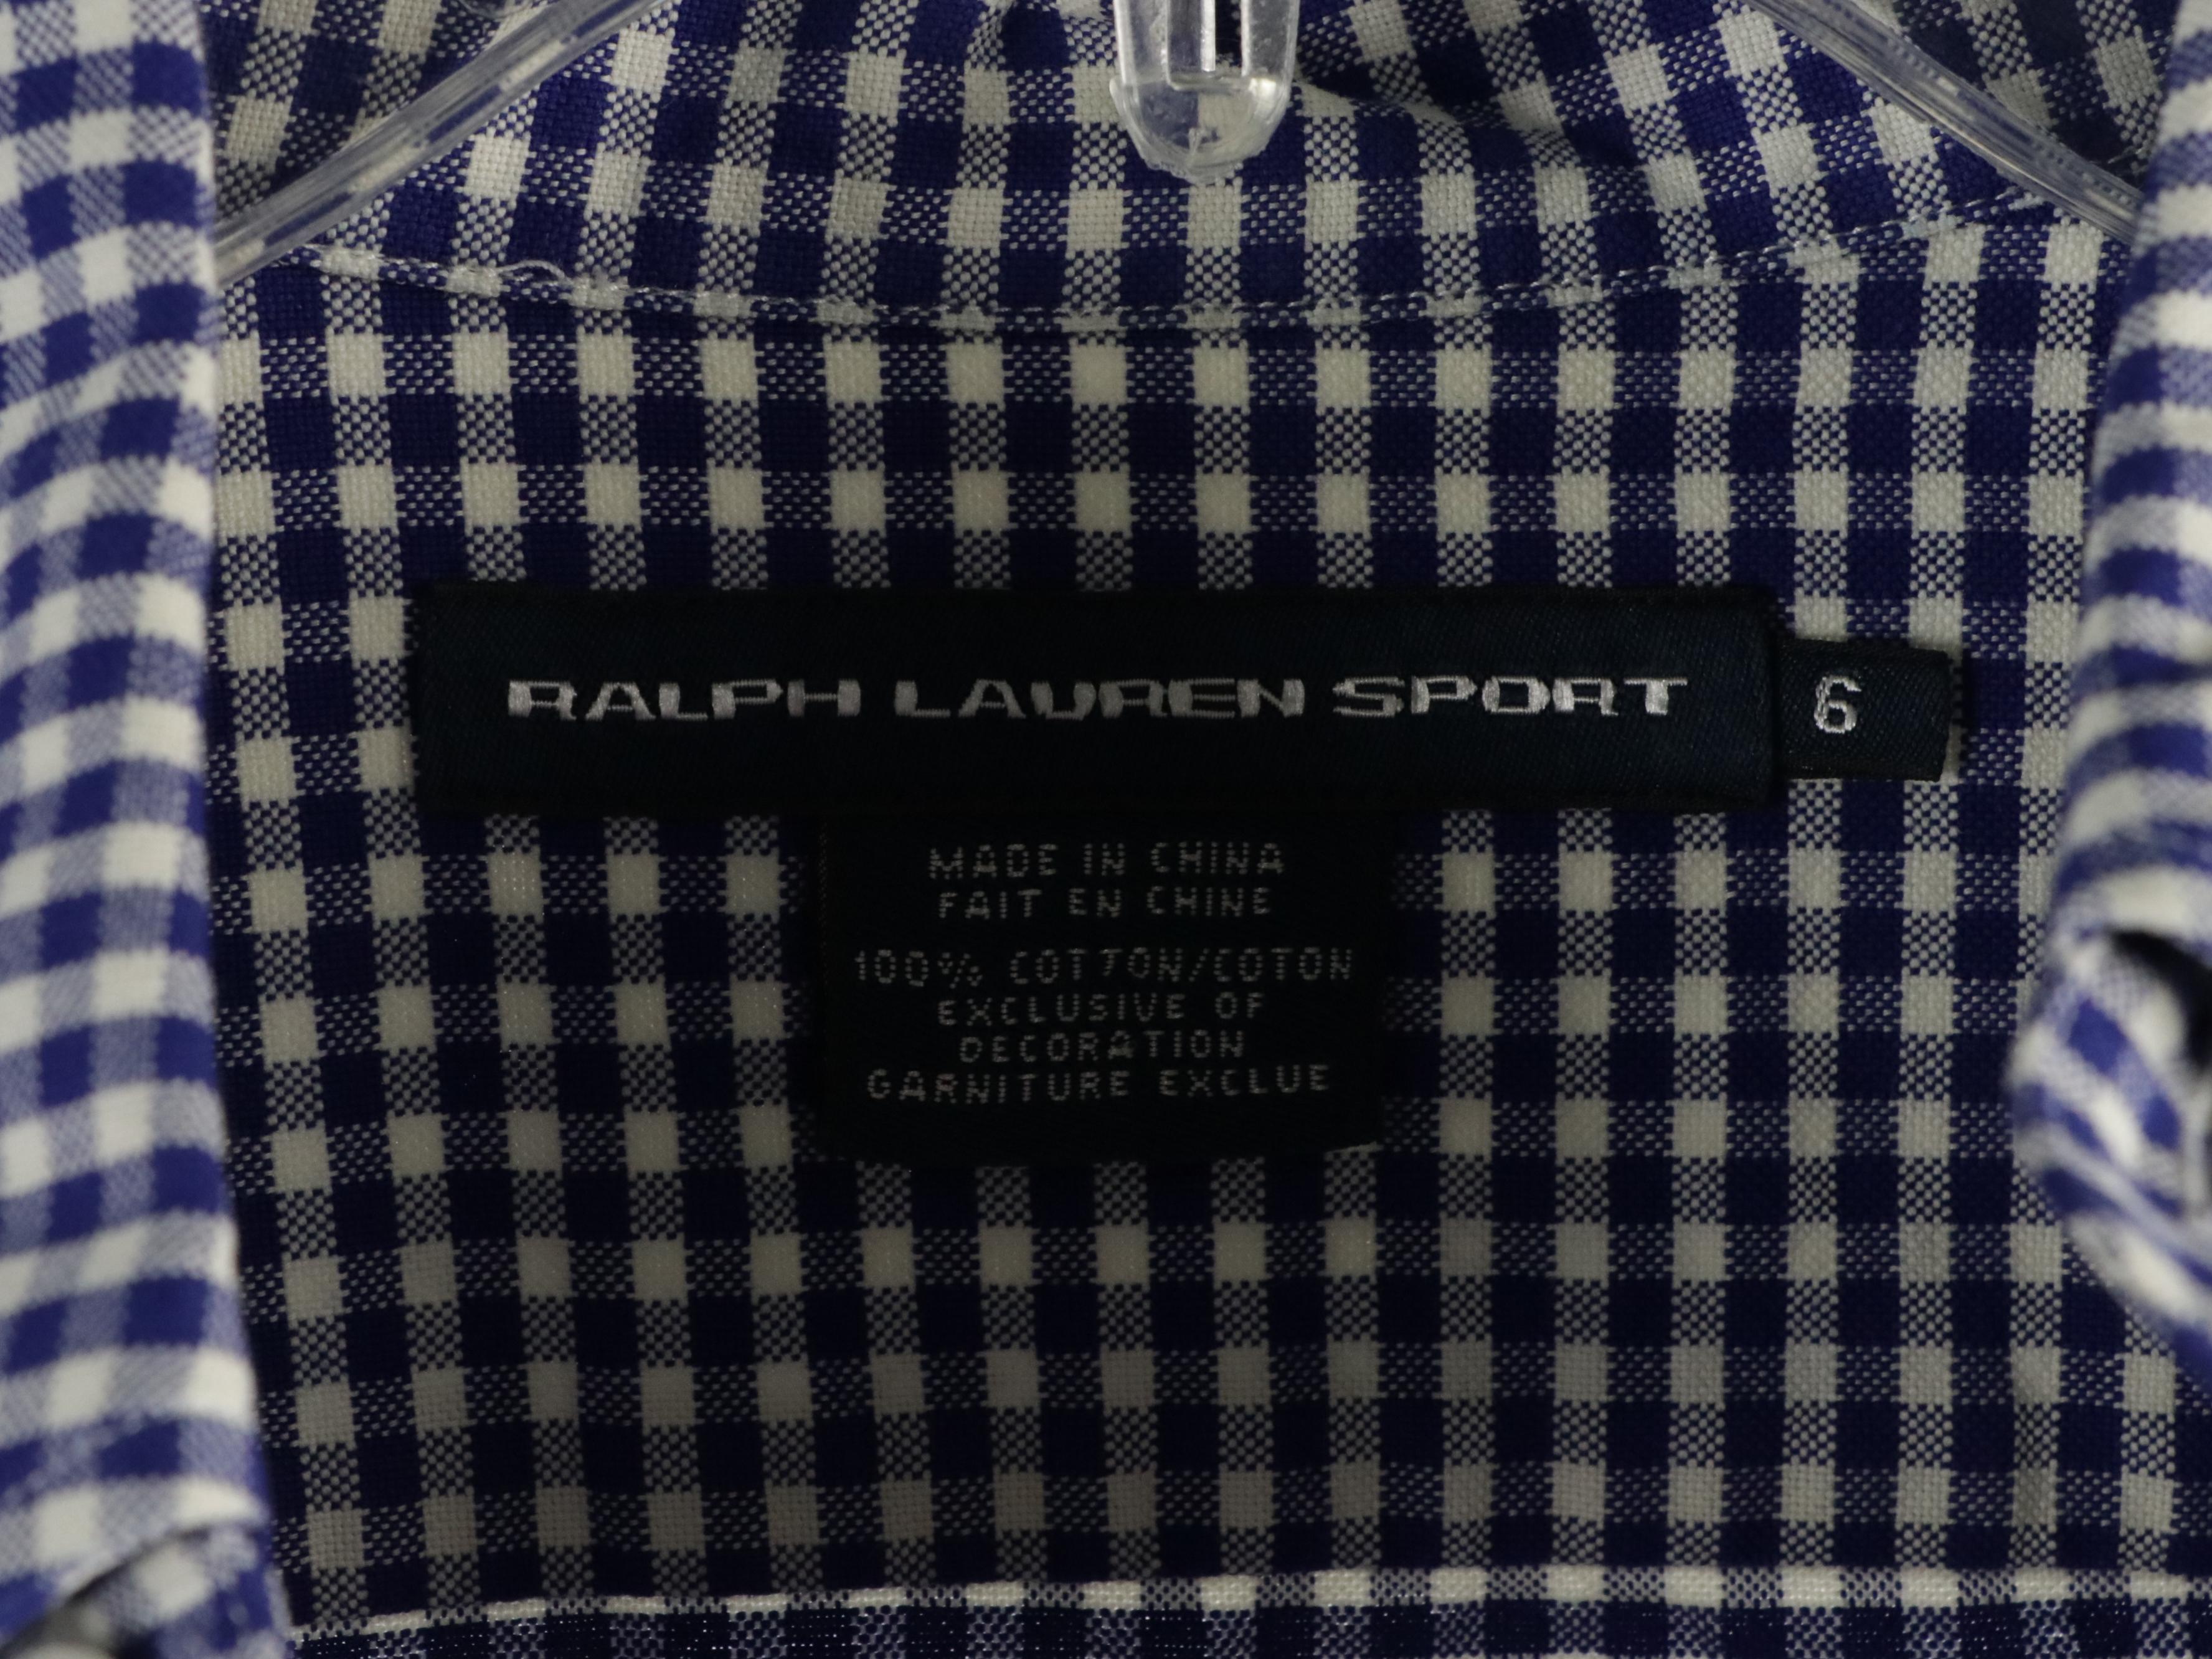 RALPH LAUREN SPORT
6
MADE IN CHINA
FAIT EN CHINE
100% COTTON/COTON
EXCLUSIVE OF
DECORATION
GARNITURE EXCLUE